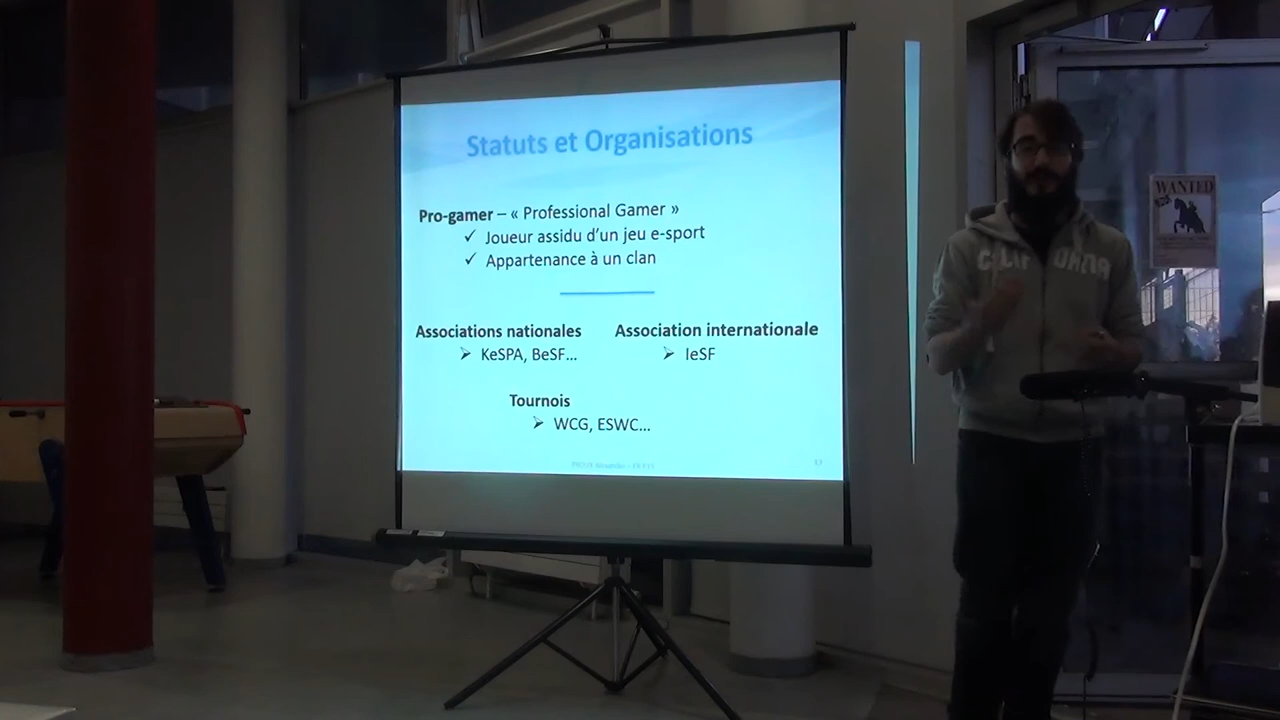 Statuts et Organisations
Pro-gamer – « Professional Gamer »
✓ Joueur assidu d'un jeu e-sport
✓ Appartenance à un clan
Associations nationales
➢ KeSPA, BeSF…
Association internationale
➢ IeSF
Tournois
➢ WCG, ESWC…
WANTED